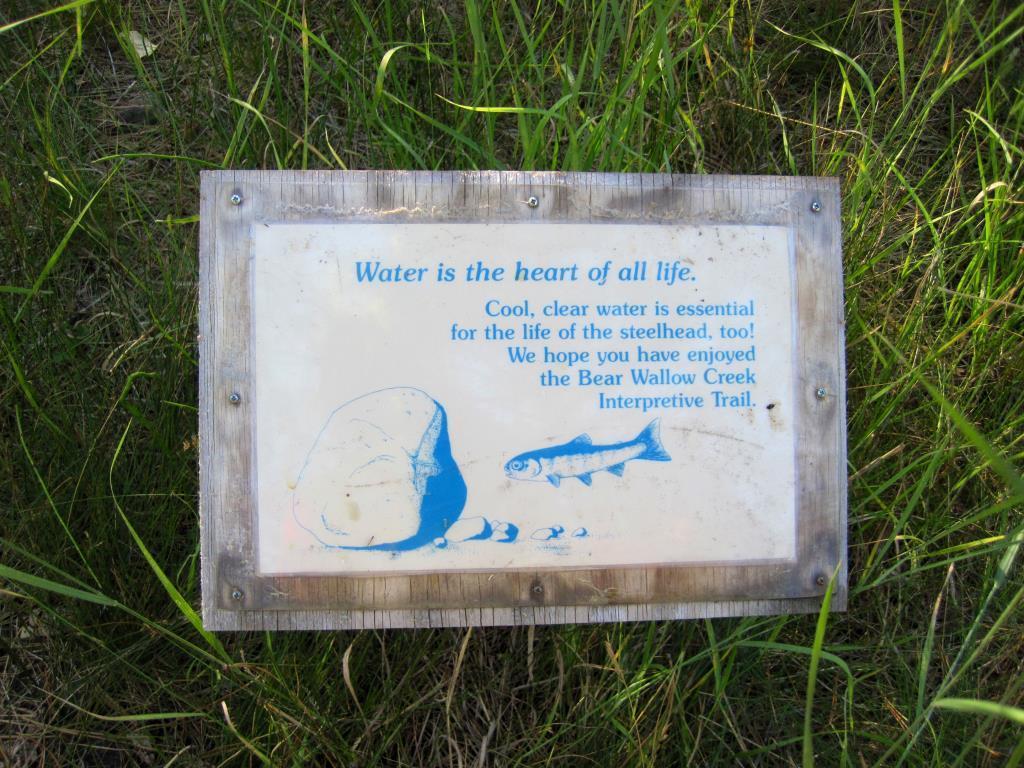 Water is the heart of all life.
Cool, clear water is essential
for the life of the steelhead, too!
We hope you have enjoyed
the Bear Wallow Creek
Interpretive Trail.